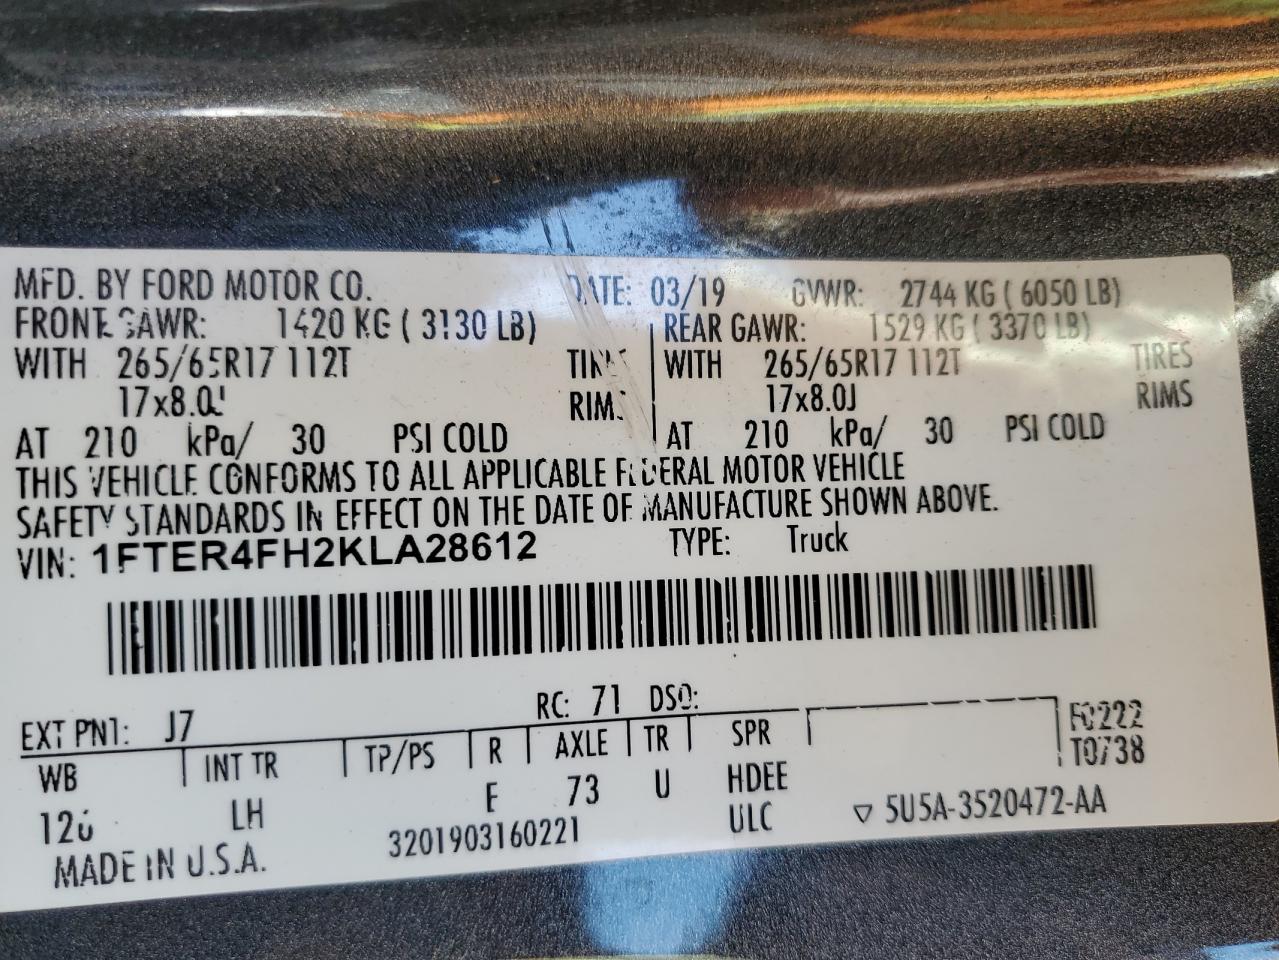 MFD. BY FORD MOTOR CO. DATE: 03/19 GVWR: 2744 KG ( 6050 LB)
FRONT GAWR: 1420 KG ( 3130 LB) REAR GAWR: 1529 KG ( 3370 LB)
WITH 265/65R17 112T TIRES WITH 265/65R17 112T TIRES
17x8.0J RIMS 17x8.0J RIMS
AT 210 kPa/ 30 PSI COLD AT 210 kPa/ 30 PSI COLD
THIS VEHICLE CONFORMS TO ALL APPLICABLE FEDERAL MOTOR VEHICLE
SAFETY STANDARDS IN EFFECT ON THE DATE OF MANUFACTURE SHOWN ABOVE.
VIN: 1FTER4FH2KLA28612 TYPE: Truck
EXT PNT: J7 RC: 71 DSO:
WB INT TR TP/PS R AXLE TR SPR F0222
T0738
LH E 73 U HDEE
3201903160221 ULC ▽ 5U5A-3520472-AA
MADE IN U.S.A.